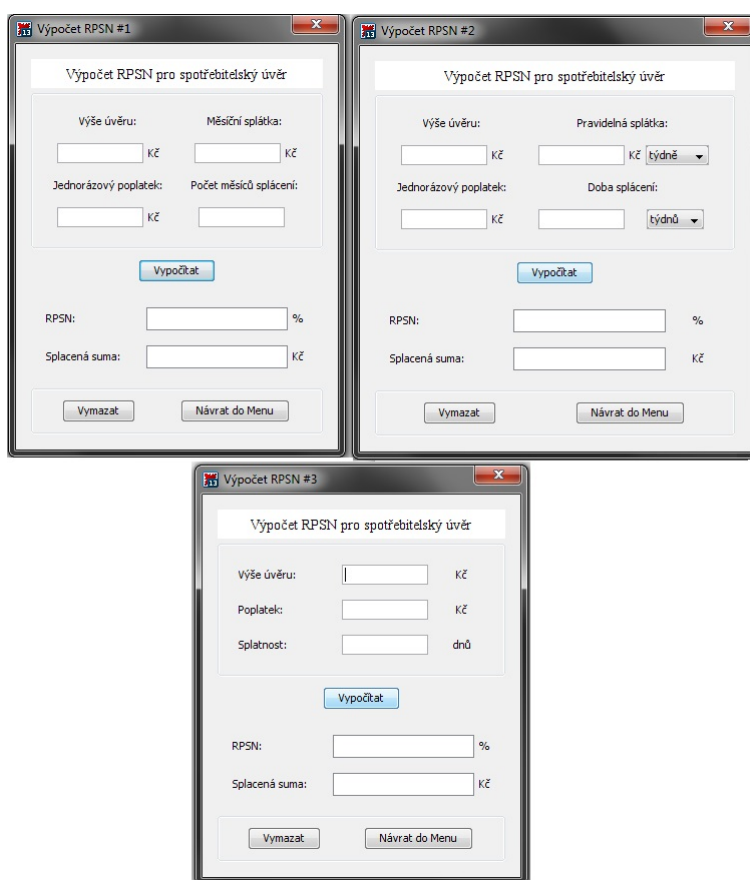 Výpočet RPSN #1
Výpočet RPSN pro spotřebitelský úvěr
Výše úvěru: Měsíční splátka:
Kč Kč
Jednorázový poplatek: Počet měsíců splácení:
Kč
Vypočítat
RPSN: %
Splacená suma: Kč
Vymazat Návrat do Menu
Výpočet RPSN #2
Výpočet RPSN pro spotřebitelský úvěr
Výše úvěru: Pravidelná splátka:
Kč Kč týdně
Jednorázový poplatek: Doba splácení:
Kč týdnů
Vypočítat
RPSN: %
Splacená suma: Kč
Vymazat Návrat do Menu
Výpočet RPSN #3
Výpočet RPSN pro spotřebitelský úvěr
Výše úvěru: Kč
Poplatek: Kč
Splatnost: dnů
Vypočítat
RPSN: %
Splacená suma: Kč
Vymazat Návrat do Menu